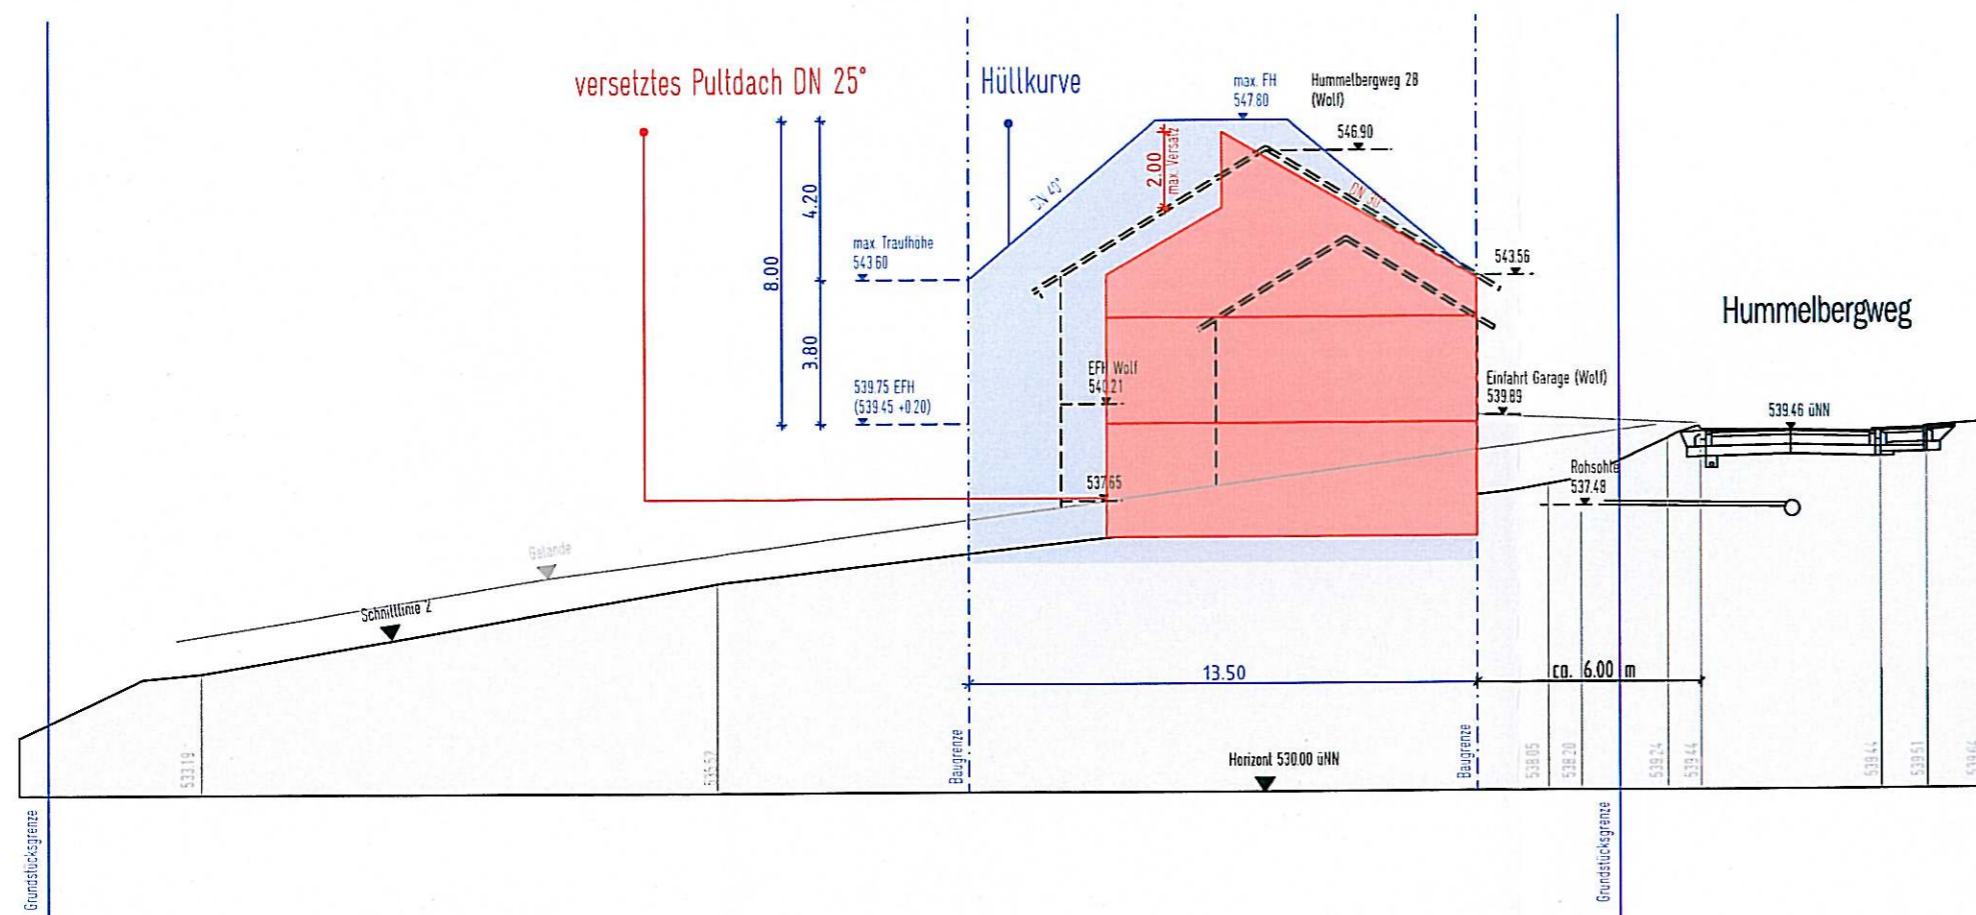 versetztes Pultdach DN 25°
Hüllkurve
max. FH
547.80
Hummelbergweg 2B
(Wolf)
546.90
2.00
max. Versatz
DN 40°
DN 30°
4.20
8.00
3.80
max. Traufhöhe
543.60
543.56
Hummelbergweg
539.75 EFH
(539.45 +0.20)
EFH Wolf
540.21
Einfahrt Garage (Wolf)
539.89
539.46 üNN
537.65
Rohsohle
537.48
Gelände
Schnittlinie 2
13.50
ca. 6.00 m
Horizont 530.00 üNN
533.19
535.57
Baugrenze
Baugrenze
538.05
538.20
539.24
539.44
539.44
539.51
Grundstücksgrenze
Grundstücksgrenze